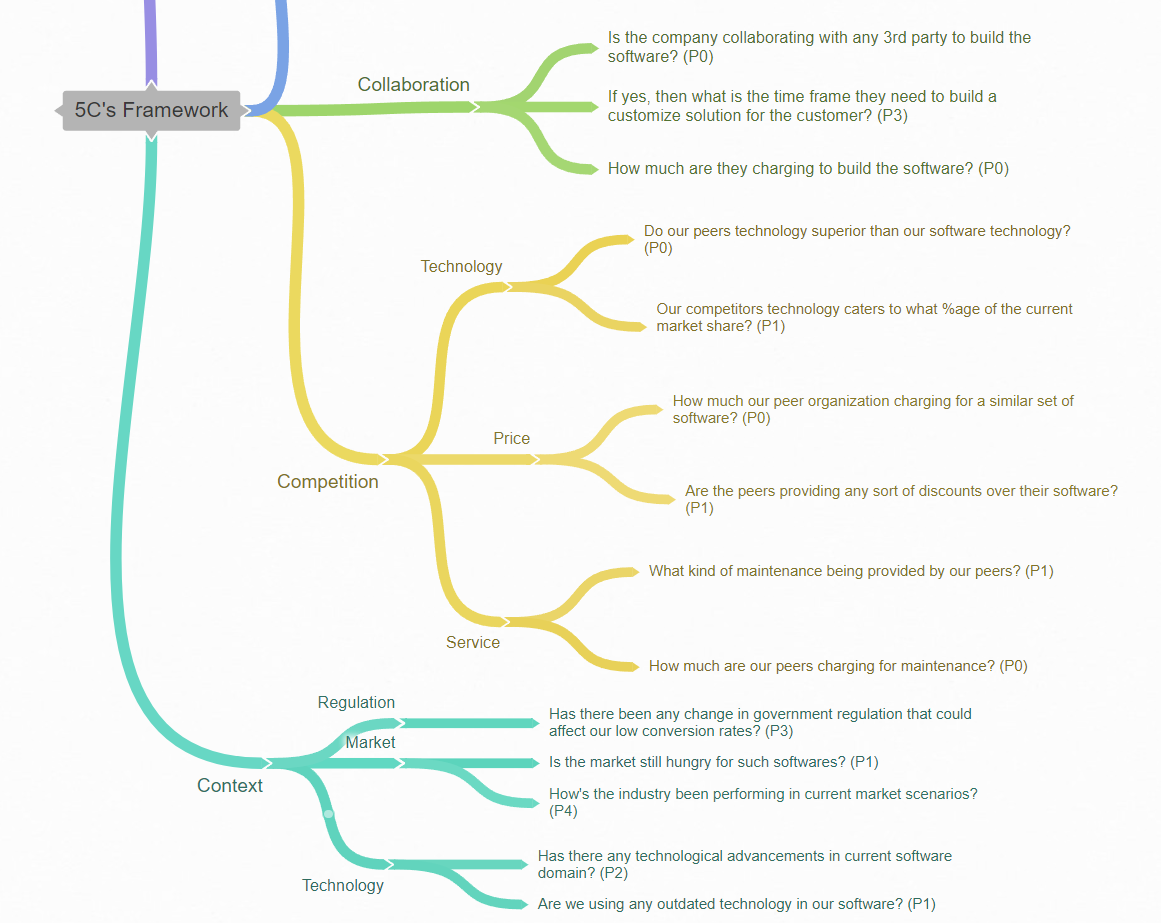 5C's Framework
Collaboration
Is the company collaborating with any 3rd party to build the
software? (P0)
If yes, then what is the time frame they need to build a
customize solution for the customer? (P3)
How much are they charging to build the software? (P0)
Competition
Technology
Do our peers technology superior than our software technology?
(P0)
Our competitors technology caters to what %age of the current
market share? (P1)
Price
How much our peer organization charging for a similar set of
software? (P0)
Are the peers providing any sort of discounts over their software?
(P1)
Service
What kind of maintenance being provided by our peers? (P1)
How much are our peers charging for maintenance? (P0)
Context
Regulation
Has there been any change in government regulation that could
affect our low conversion rates? (P3)
Market
Is the market still hungry for such softwares? (P1)
How's the industry been performing in current market scenarios?
(P4)
Technology
Has there any technological advancements in current software
domain? (P2)
Are we using any outdated technology in our software? (P1)